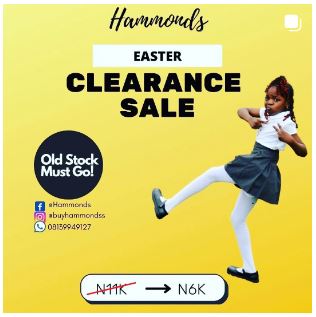 Hammonds
EASTER
CLEARANCE
SALE
Old Stock
Must Go!
@Hammonds
@buyhammondss
08139949127
N11K → N6K